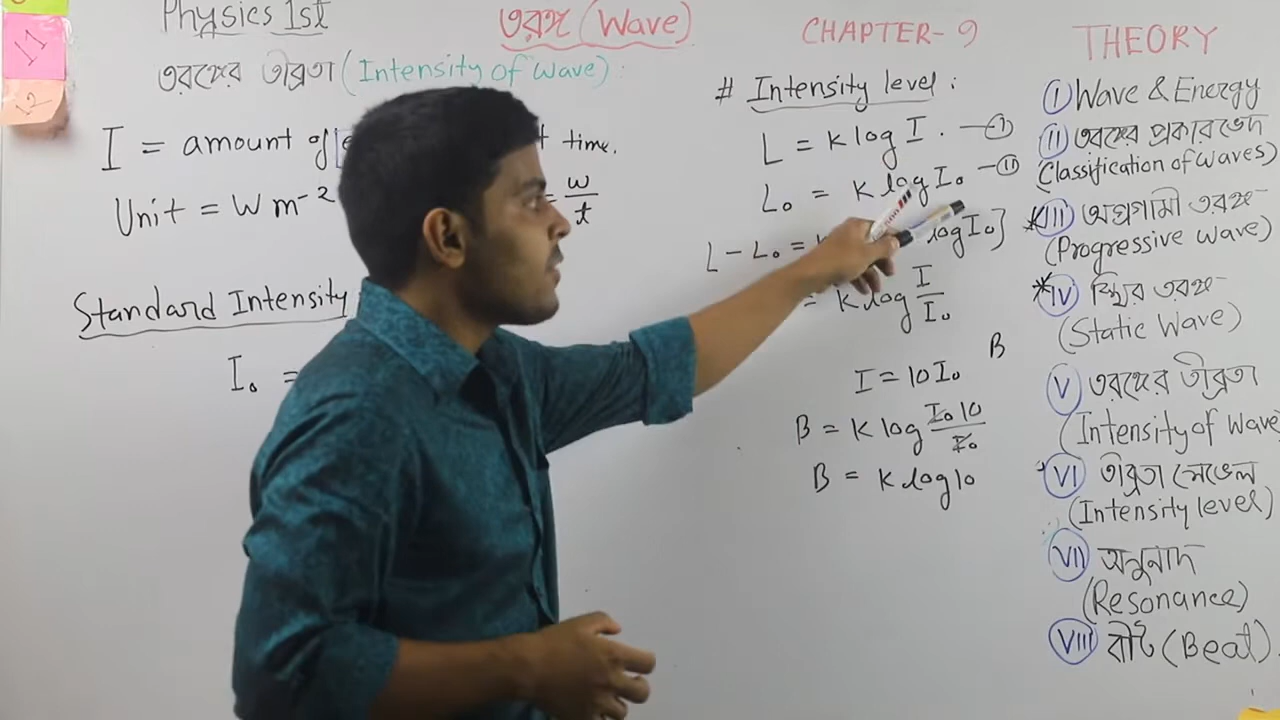 Physics 1st
তরঙ্গ (Wave)
CHAPTER-9
THEORY
17
12
তরঙ্গের তীব্রতা (Intensity of wave) :
I = amount of
t time.
Unit = W m⁻²
= w/t
Standard Intensity
I₀ =
# Intensity level :
L = K log I . —Ⓘ
L₀ = K log I₀ —Ⓘⓘ
L - L₀ =
log I₀]
= K log I/I₀
B
I = 10 I₀
B = K log I₀10/I₀
B = K log 10
Ⓘ Wave & Energy
II তরঙ্গের প্রকারভেদ
(Classification of waves)
*III অগ্রগামী তরঙ্গ
(Progressive wave)
*IV স্থির তরঙ্গ
(Static Wave)
V তরঙ্গের তীব্রতা
(Intensity of Wave
VI তীব্রতা লেভেল
(Intensity level)
VII অনুনাদ
(Resonance)
VIII বীট (Beat).